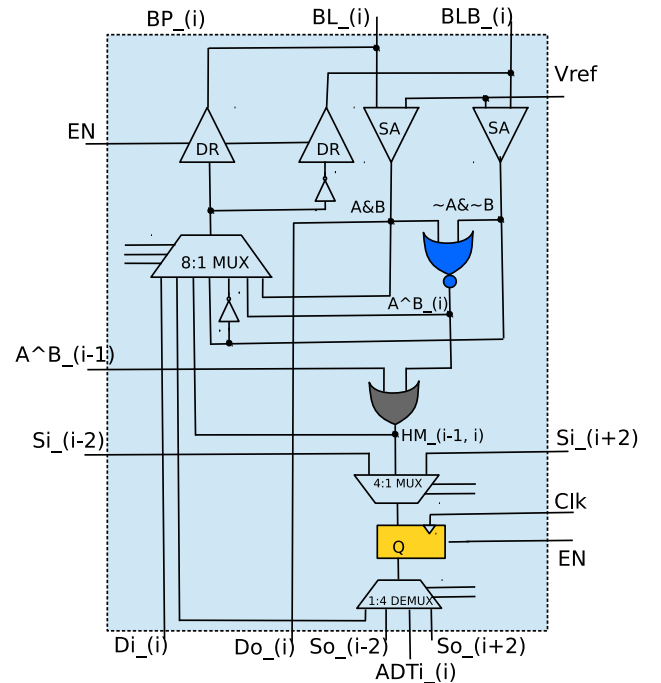 BP_(i) BL_(i) BLB_(i)
Vref
EN
SA SA
DR DR
A&B ~A&~B
8:1 MUX
A^B_(i)
A^B_(i-1)
HM_(i-1, i)
Si_(i-2) Si_(i+2)
4:1 MUX
Clk
Q
EN
1:4 DEMUX
Di_(i) Do_(i) So_(i-2) So_(i+2)
ADTi_(i)